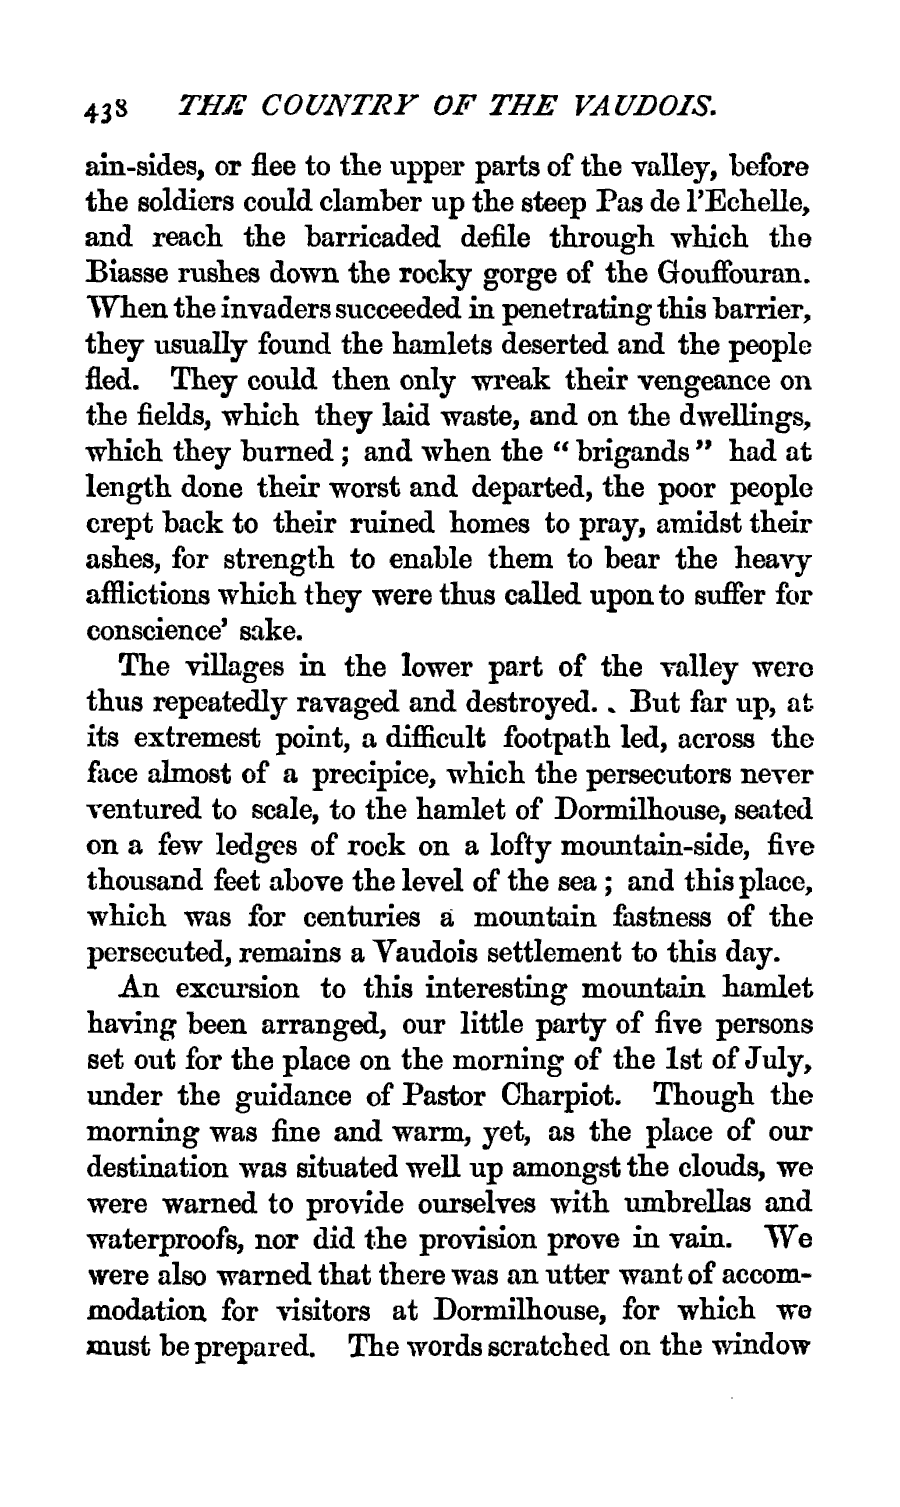 438 THE COUNTRY OF THE VAUDOIS.
ain-sides, or flee to the upper parts of the valley, before
the soldiers could clamber up the steep Pas de l'Echelle,
and reach the barricaded defile through which the
Biasse rushes down the rocky gorge of the Gouffouran.
When the invaders succeeded in penetrating this barrier,
they usually found the hamlets deserted and the people
fled. They could then only wreak their vengeance on
the fields, which they laid waste, and on the dwellings,
which they burned; and when the "brigands" had at
length done their worst and departed, the poor people
crept back to their ruined homes to pray, amidst their
ashes, for strength to enable them to bear the heavy
afflictions which they were thus called upon to suffer for
conscience' sake.
The villages in the lower part of the valley were
thus repeatedly ravaged and destroyed. But far up, at
its extremest point, a difficult footpath led, across the
face almost of a precipice, which the persecutors never
ventured to scale, to the hamlet of Dormilhouse, seated
on a few ledges of rock on a lofty mountain-side, five
thousand feet above the level of the sea; and this place,
which was for centuries a mountain fastness of the
persecuted, remains a Vaudois settlement to this day.
An excursion to this interesting mountain hamlet
having been arranged, our little party of five persons
set out for the place on the morning of the 1st of July,
under the guidance of Pastor Charpiot. Though the
morning was fine and warm, yet, as the place of our
destination was situated well up amongst the clouds, we
were warned to provide ourselves with umbrellas and
waterproofs, nor did the provision prove in vain. We
were also warned that there was an utter want of accom-
modation for visitors at Dormilhouse, for which we
must be prepared. The words scratched on the window